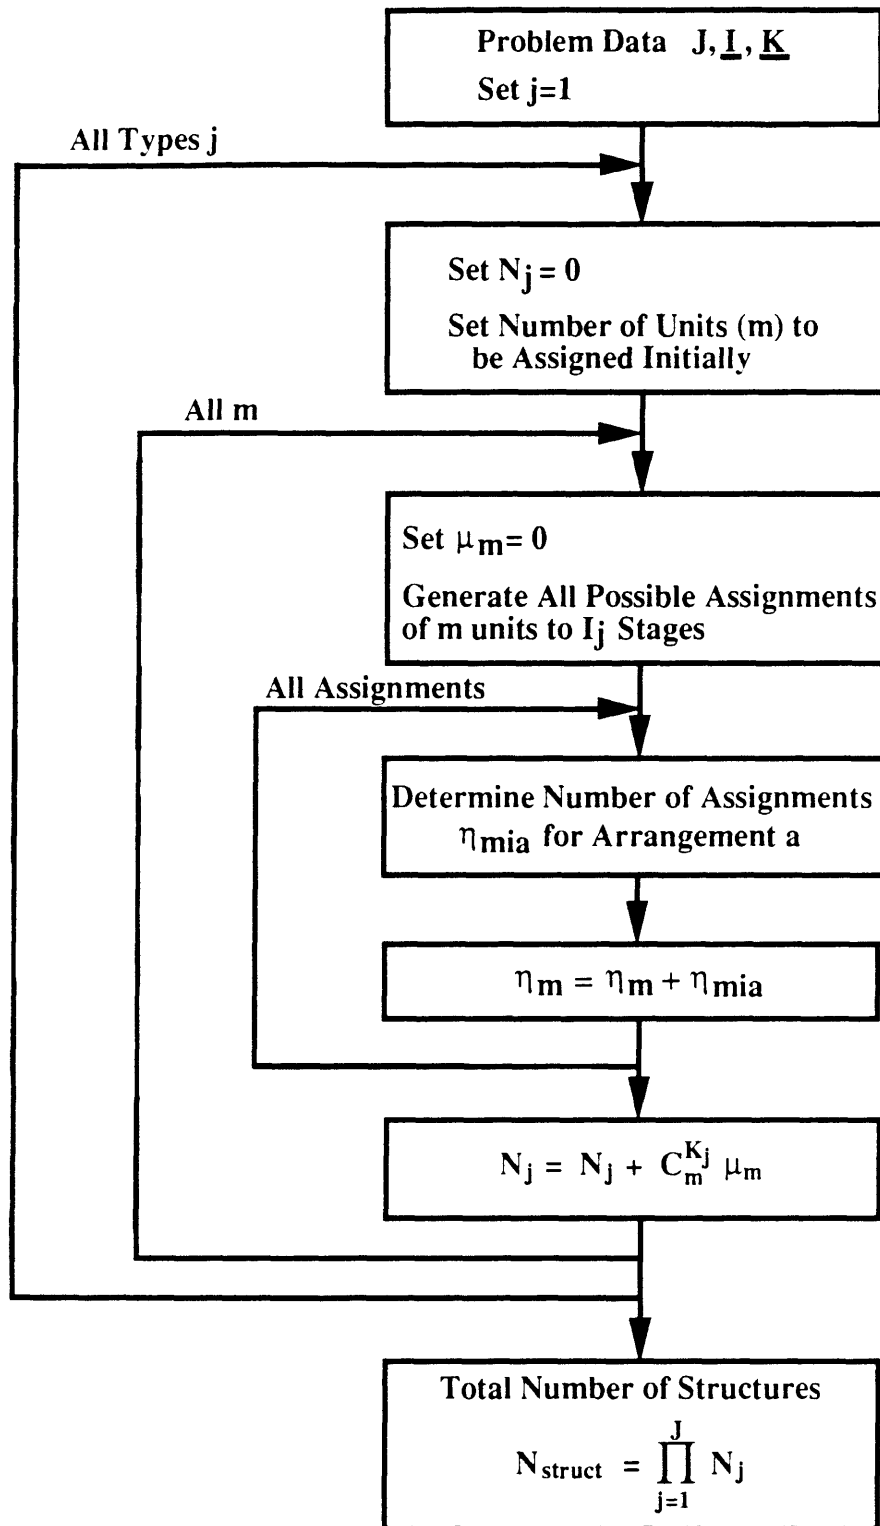 Problem Data J, I, K
Set j=1
All Types j
Set Nj = 0
Set Number of Units (m) to
be Assigned Initially
All m
Set μm = 0
Generate All Possible Assignments
of m units to Ij Stages
All Assignments
Determine Number of Assignments
ηmia for Arrangement a
ηm = ηm + ηmia
Nj = Nj + C_m^Kj μm
Total Number of Structures
Nstruct = ∏_{j=1}^{J} Nj